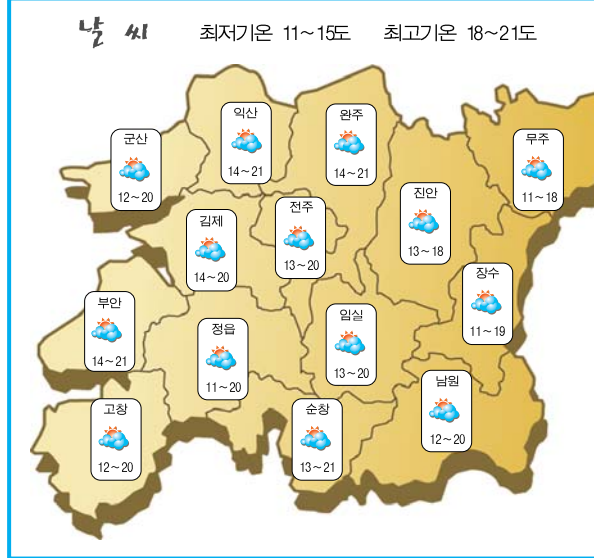 날 씨 최저기온 11~15도 최고기온 18~21도
군산
12~20
익산
14~21
완주
14~21
무주
11~18
김제
14~20
전주
13~20
진안
13~18
장수
11~19
부안
14~21
정읍
11~20
임실
13~20
남원
12~20
고창
12~20
순창
13~21